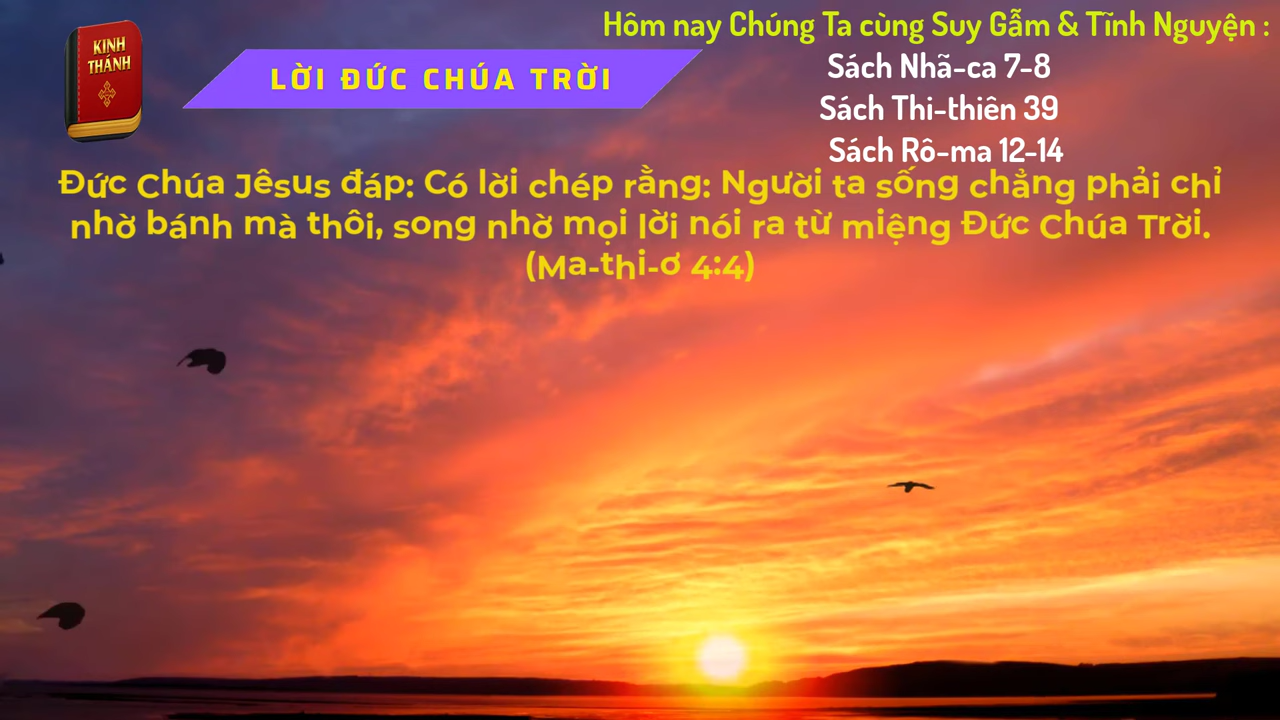 Hôm nay Chúng Ta cùng Suy Gẫm & Tĩnh Nguyện :
Sách Nhã-ca 7-8
Sách Thi-thiên 39
Sách Rô-ma 12-14
KINH
THÁNH
LỜI ĐỨC CHÚA TRỜI
Đức Chúa Jêsus đáp: Có lời chép rằng: Người ta sống chẳng phải chỉ
nhờ bánh mà thôi, song nhờ mọi lời nói ra từ miệng Đức Chúa Trời.
(Ma-thi-ơ 4:4)